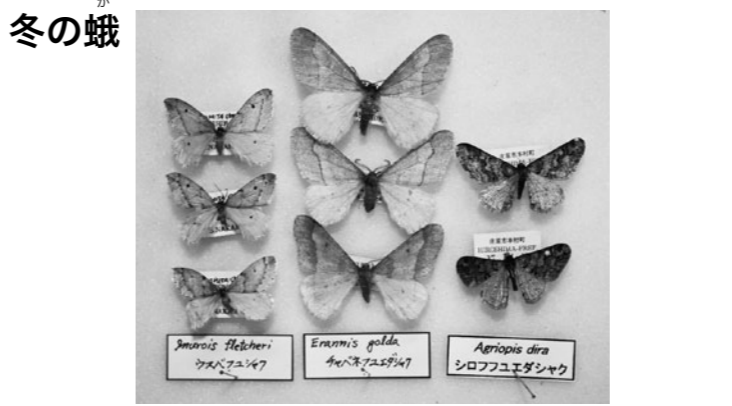 が
冬の蛾
Inurois fletcheri
ウスバフユシャク
Erannis golda
チャバネフユエダシャク
Agriopis dira
シロフフユエダシャク